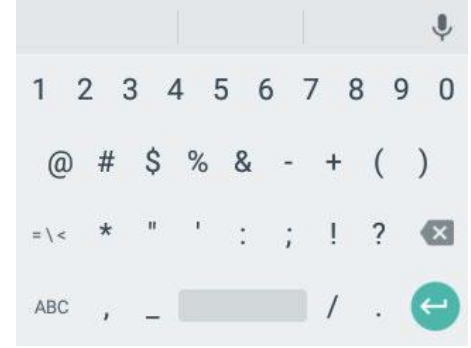 1 2 3 4 5 6 7 8 9 0
@ # $ % & - + ( )
= \ < * " ' : ; ! ?
ABC , _ / .